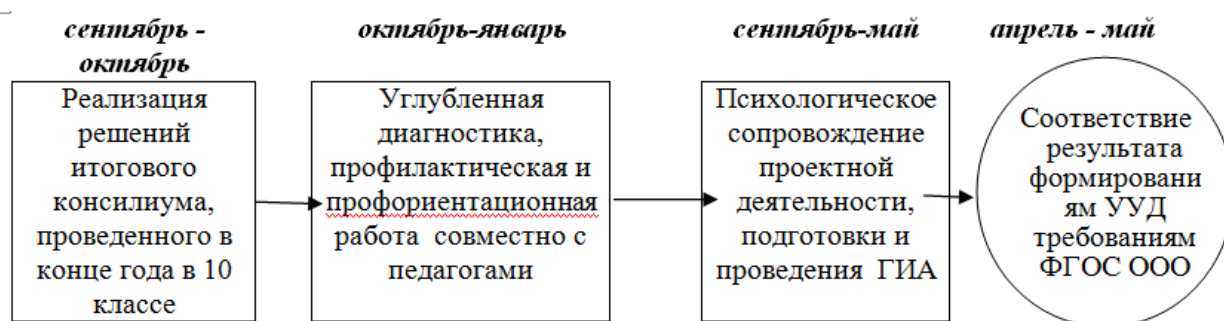 сентябрь -
октябрь
октябрь-январь
сентябрь-май
апрель - май
Реализация
решений
итогового
консилиума,
проведенного в
конце года в 10
классе
Углубленная
диагностика,
профилактическая и
профориентационная
работа совместно с
педагогами
Психологическое
сопровождение
проектной
деятельности,
подготовки и
проведения ГИА
Соответствие
результата
формировани
ям УУД
требованиям
ФГОС ООО